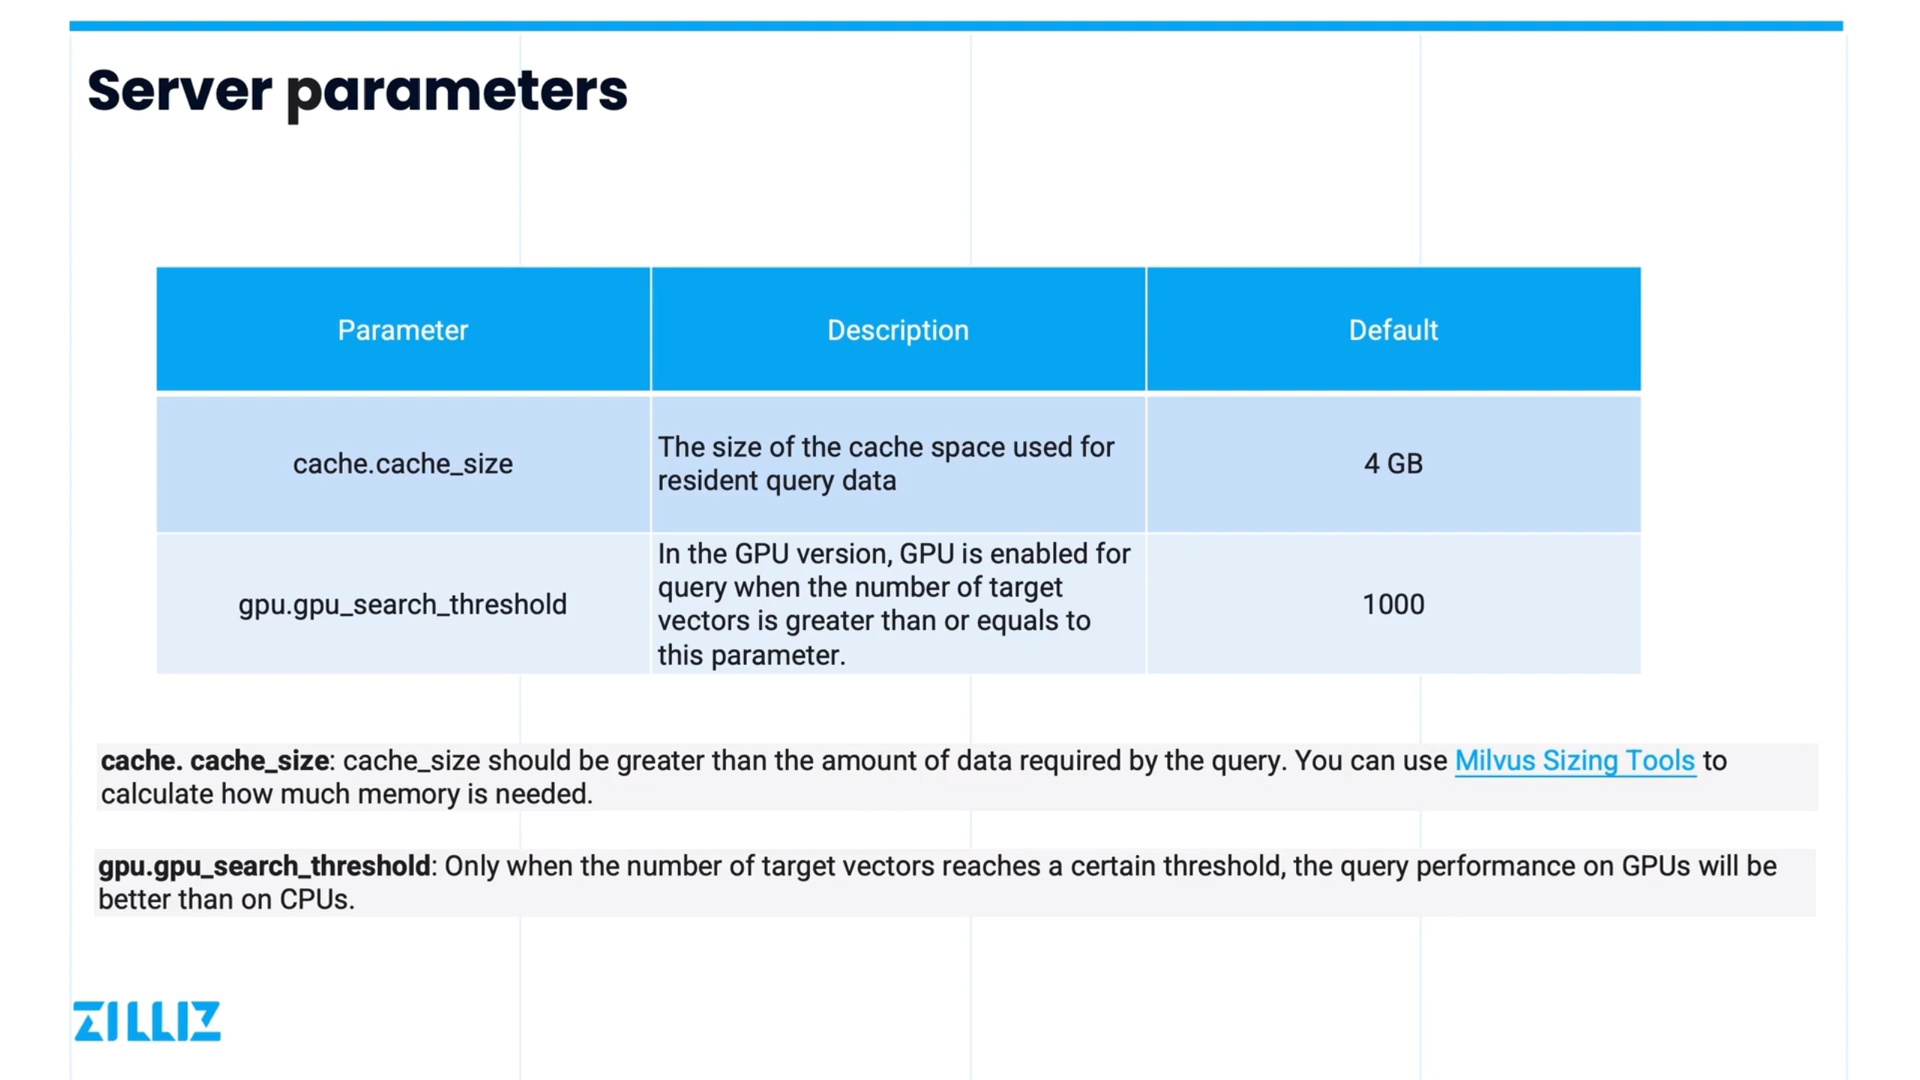 Server parameters
Parameter
Description
Default
cache.cache_size
The size of the cache space used for
resident query data
4 GB
gpu.gpu_search_threshold
In the GPU version, GPU is enabled for
query when the number of target
vectors is greater than or equals to
this parameter.
1000
cache. cache_size: cache_size should be greater than the amount of data required by the query. You can use Milvus Sizing Tools to
calculate how much memory is needed.
gpu.gpu_search_threshold: Only when the number of target vectors reaches a certain threshold, the query performance on GPUs will be
better than on CPUs.
ZILLIZ